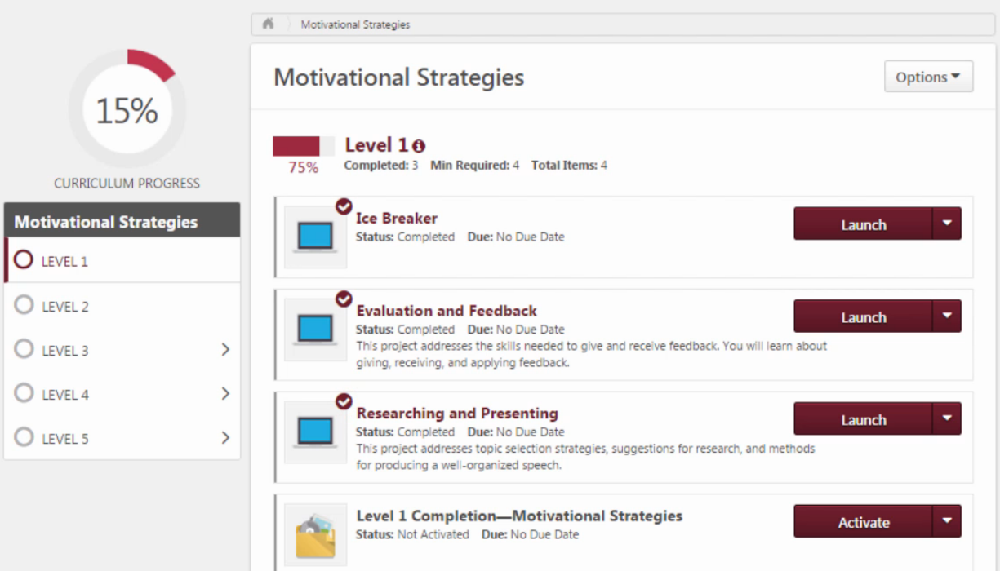 Motivational Strategies
15%
CURRICULUM PROGRESS
Motivational Strategies
LEVEL 1
LEVEL 2
LEVEL 3
LEVEL 4
LEVEL 5
Motivational Strategies
Options
Level 1
75%
Completed: 3 Min Required: 4 Total Items: 4
Ice Breaker
Status: Completed Due: No Due Date
Launch
Evaluation and Feedback
Status: Completed Due: No Due Date
This project addresses the skills needed to give and receive feedback. You will learn about
giving, receiving, and applying feedback.
Launch
Researching and Presenting
Status: Completed Due: No Due Date
This project addresses topic selection strategies, suggestions for research, and methods
for producing a well-organized speech.
Launch
Level 1 Completion—Motivational Strategies
Status: Not Activated Due: No Due Date
Activate